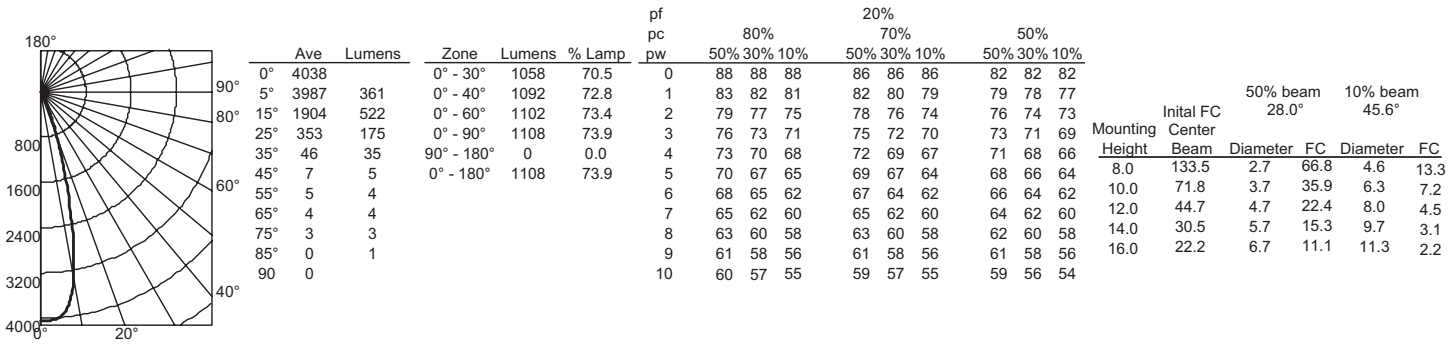 180°
90°
80°
800
60°
1600
2400
3200
40°
4000
0° 20°
Ave Lumens
0° 4038
5° 3987 361
15° 1904 522
25° 353 175
35° 46 35
45° 7 5
55° 5 4
65° 4 4
75° 3 3
85° 0 1
90 0
Zone Lumens % Lamp
0° - 30° 1058 70.5
0° - 40° 1092 72.8
0° - 60° 1102 73.4
0° - 90° 1108 73.9
90° - 180° 0 0.0
0° - 180° 1108 73.9
pf 20%
pc 80% 70% 50%
pw 50% 30% 10% 50% 30% 10% 50% 30% 10%
0 88 88 88 86 86 86 82 82 82
1 83 82 81 82 80 79 79 78 77
2 79 77 75 78 76 74 76 74 73
3 76 73 71 75 72 70 73 71 69
4 73 70 68 72 69 67 71 68 66
5 70 67 65 69 67 64 68 66 64
6 68 65 62 67 64 62 66 64 62
7 65 62 60 65 62 60 64 62 60
8 63 60 58 63 60 58 62 60 58
9 61 58 56 61 58 56 61 58 56
10 60 57 55 59 57 55 59 56 54
50% beam 10% beam
Inital FC 28.0° 45.6°
Mounting Center
Height Beam Diameter FC Diameter FC
8.0 133.5 2.7 66.8 4.6 13.3
10.0 71.8 3.7 35.9 6.3 7.2
12.0 44.7 4.7 22.4 8.0 4.5
14.0 30.5 5.7 15.3 9.7 3.1
16.0 22.2 6.7 11.1 11.3 2.2